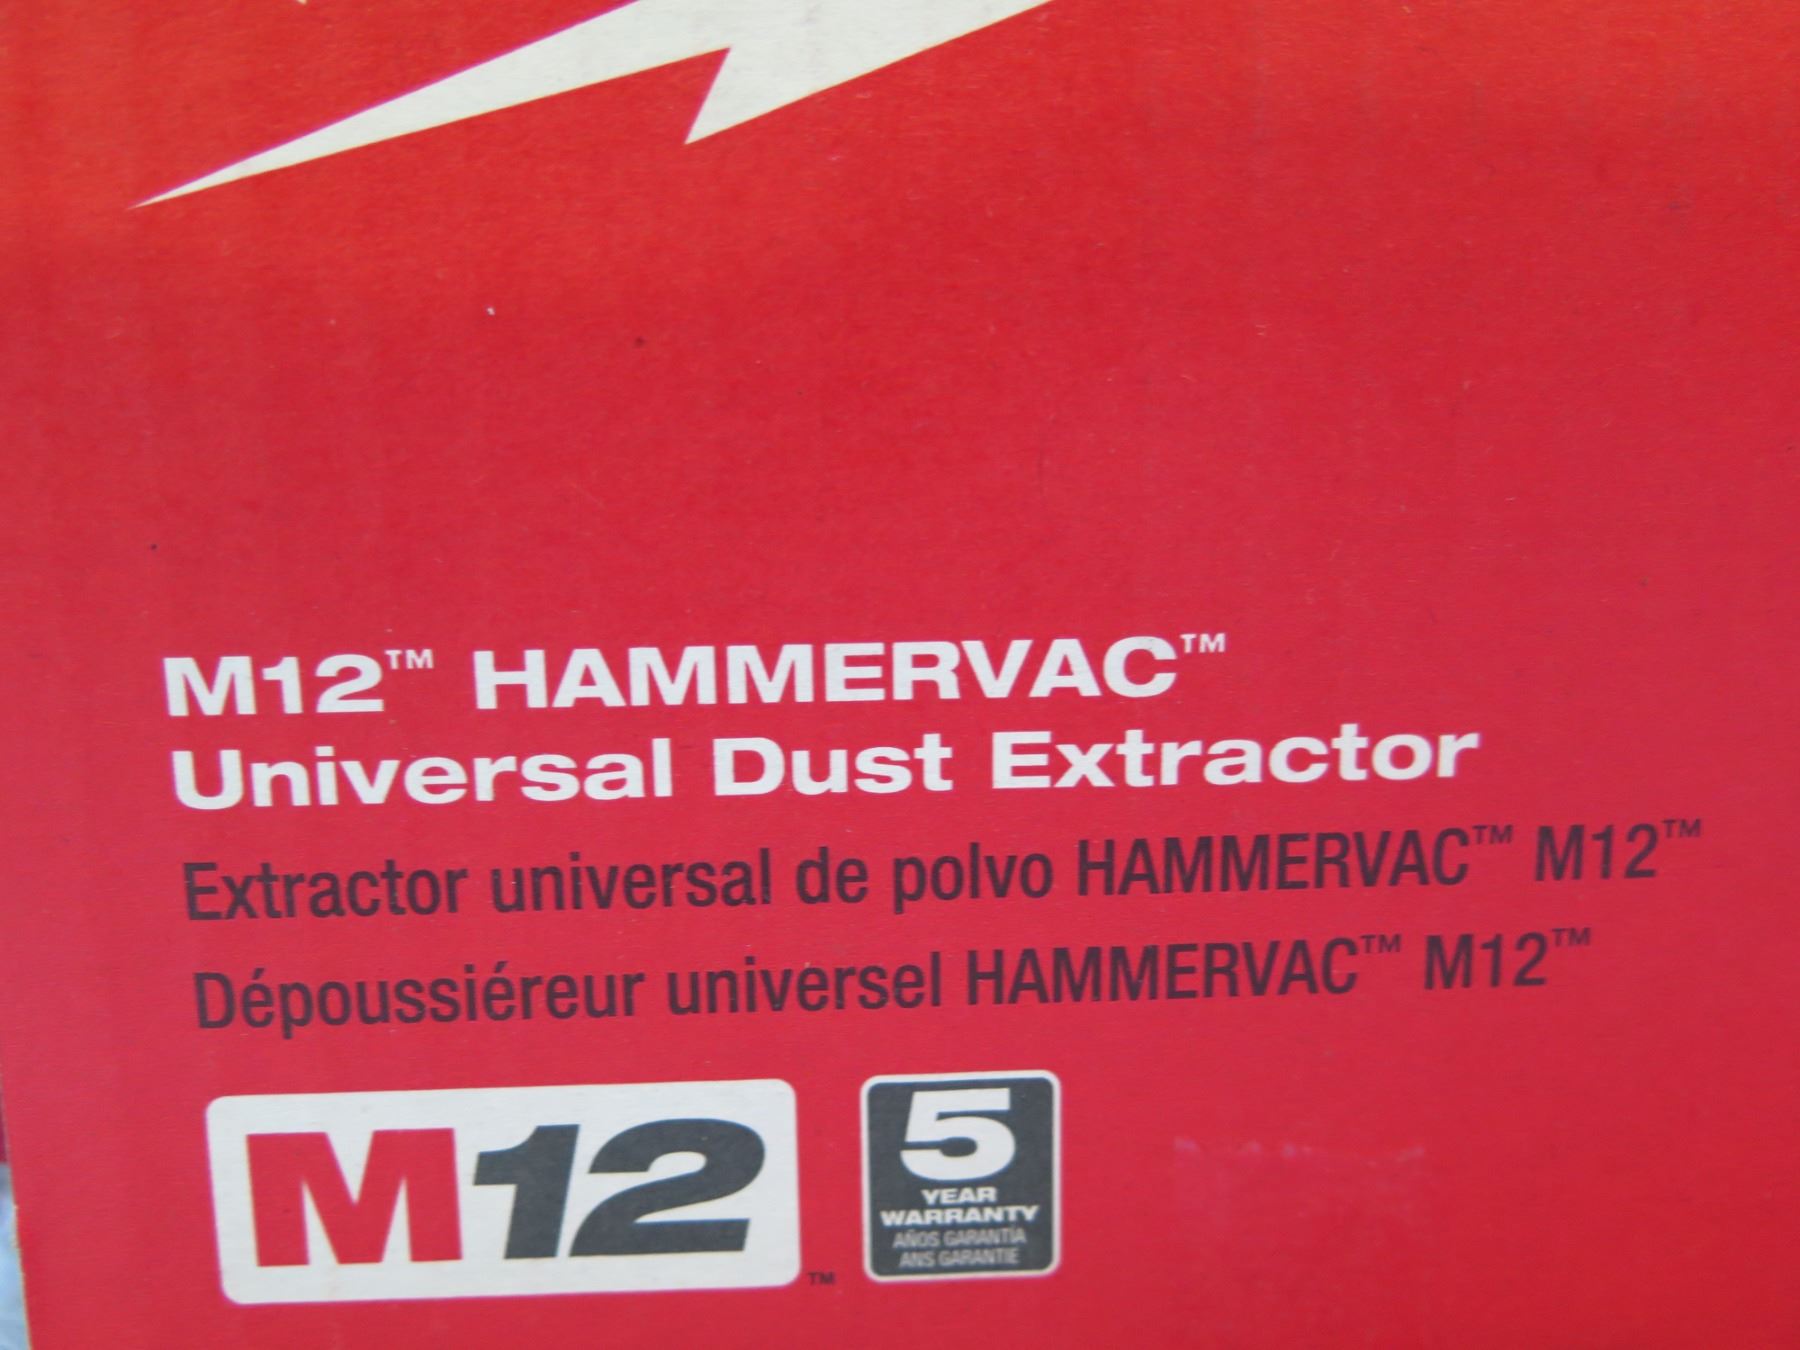 M12™ HAMMERVAC™
Universal Dust Extractor
Extractor universal de polvo HAMMERVAC™ M12™
Dépoussiéreur universel HAMMERVAC™ M12™
M12™
5
YEAR
WARRANTY
AÑOS GARANTÍA
ANS GARANTIE